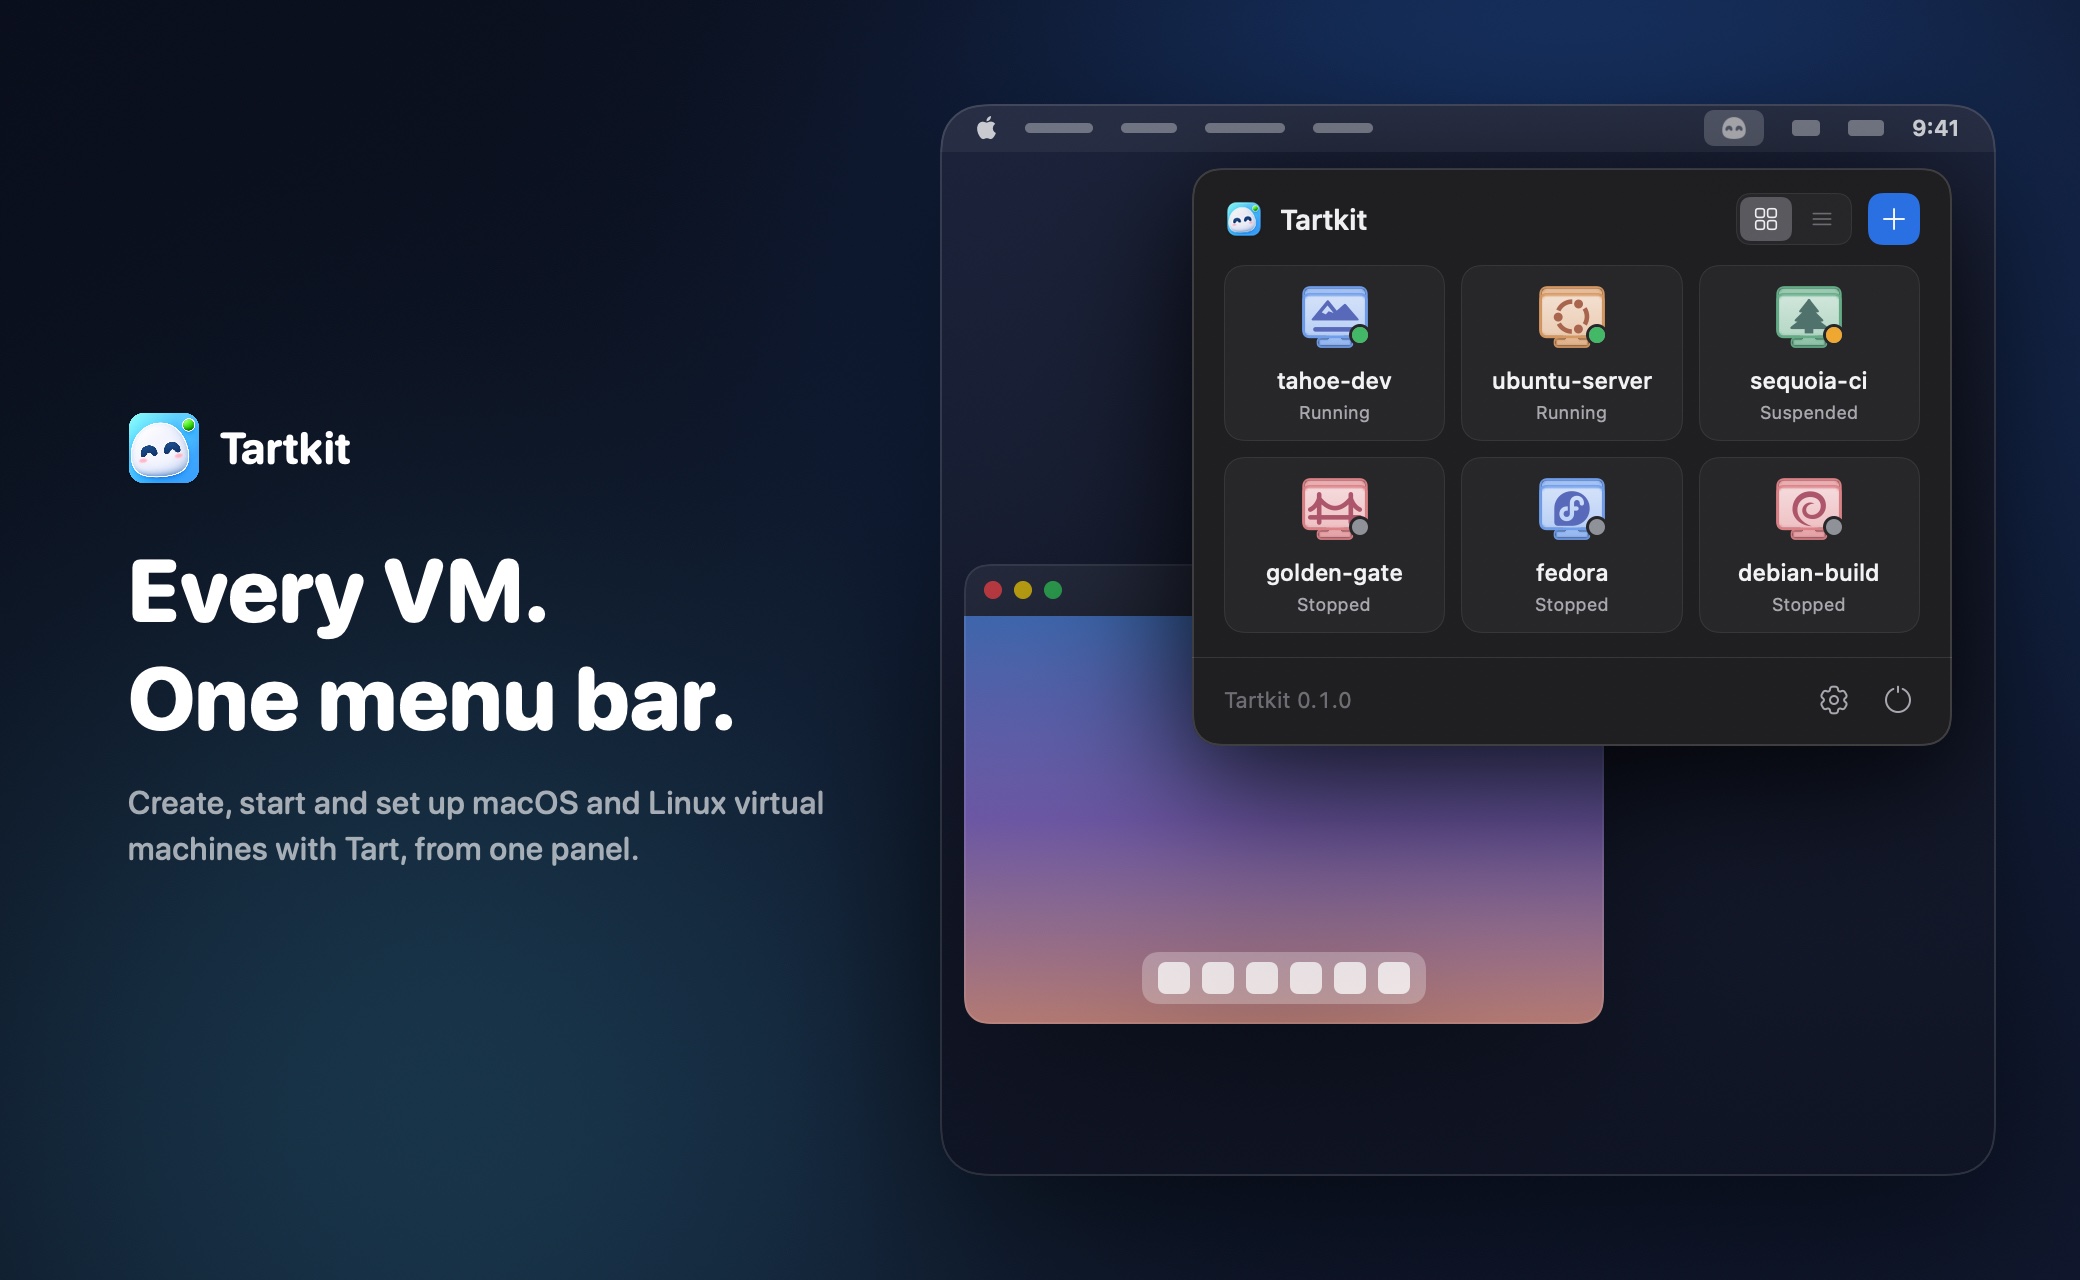 Tartkit
Every VM.
One menu bar.
Create, start and set up macOS and Linux virtual
machines with Tart, from one panel.
9:41
Tartkit
tahoe-dev
Running
ubuntu-server
Running
sequoia-ci
Suspended
golden-gate
Stopped
fedora
Stopped
debian-build
Stopped
Tartkit 0.1.0